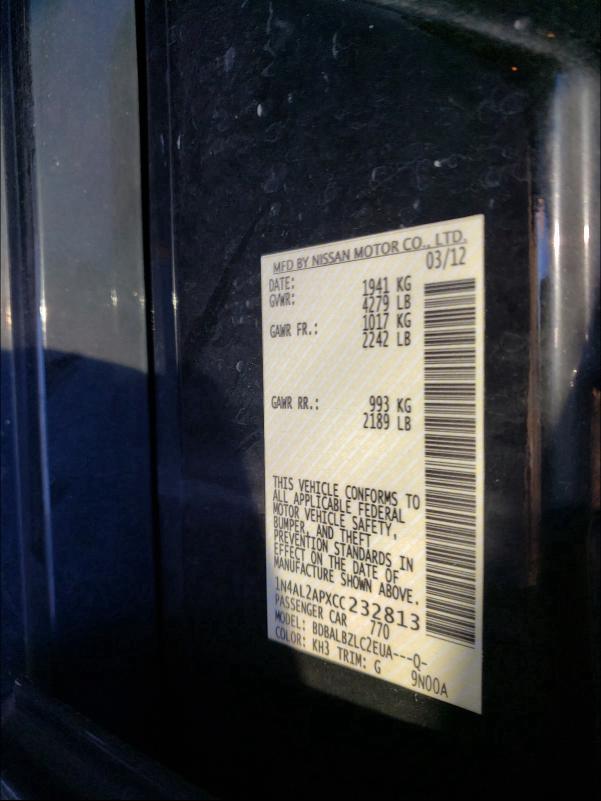 MFD BY NISSAN MOTOR CO., LTD.
DATE: 03/12
GVWR: 1941 KG
4279 LB
GAWR FR.: 1017 KG
2242 LB
GAWR RR.: 993 KG
2189 LB
THIS VEHICLE CONFORMS TO
ALL APPLICABLE FEDERAL
MOTOR VEHICLE SAFETY,
BUMPER, AND THEFT
PREVENTION STANDARDS IN
EFFECT ON THE DATE OF
MANUFACTURE SHOWN ABOVE.
1N4AL2APXCC232813
PASSENGER CAR 770
MODEL: BDBALBZLC2EUA---Q-
COLOR: KH3 TRIM: G 9N00A